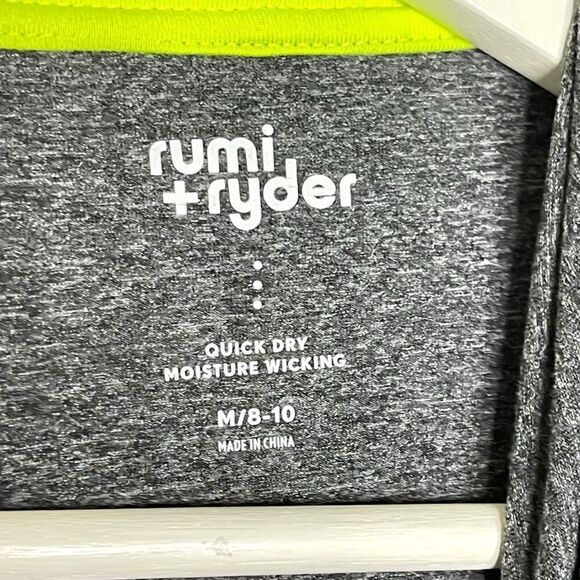 rumi
+ryder
QUICK DRY
MOISTURE WICKING
M/8-10
MADE IN CHINA